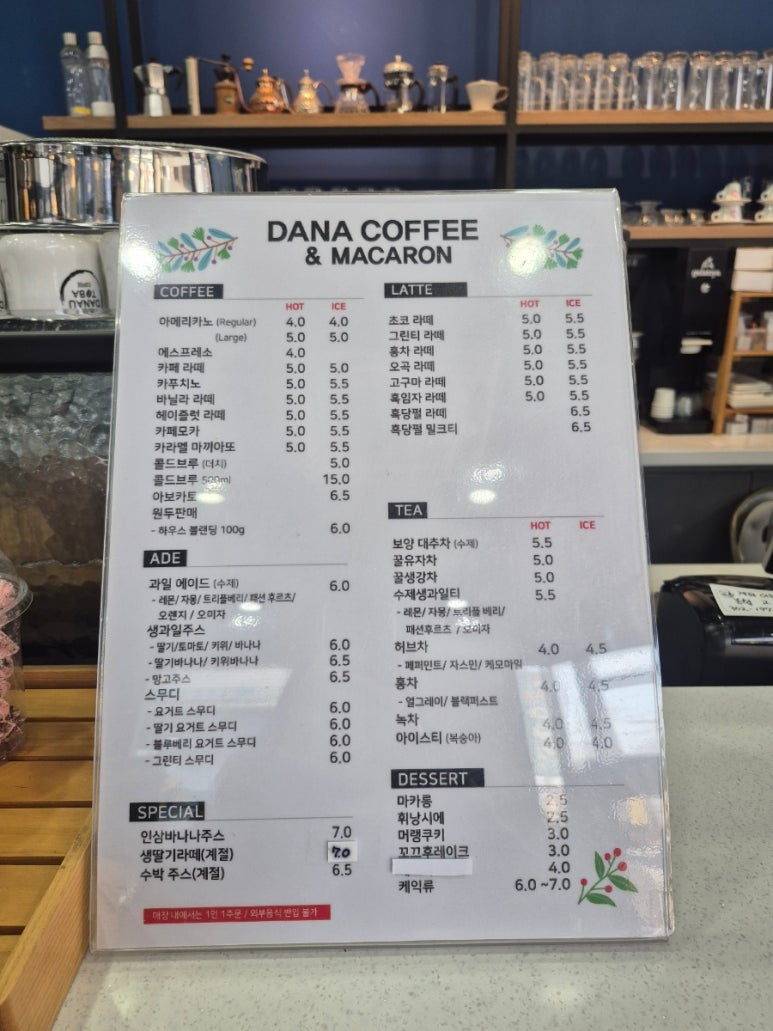 DANA COFFEE
& MACARON
COFFEE
HOT ICE
아메리카노 (Regular) 4.0 4.0
(Large) 5.0 5.0
에스프레소 4.0
카페 라떼 5.0 5.0
카푸치노 5.0 5.5
바닐라 라떼 5.0 5.5
헤이즐럿 라떼 5.0 5.5
카페모카 5.0 5.5
카라멜 마끼아또 5.0 5.5
콜드브루 (더치) 5.0
콜드브루 500ml 15.0
아보카토 6.5
원두판매
- 하우스 블랜딩 100g 6.0
ADE
과일 에이드 (수제) 6.0
- 레몬/ 자몽/ 트리플베리/ 패션 후르츠/
오랜지 / 오미자
생과일주스
- 딸기/토마토/ 키위/ 바나나 6.0
- 딸기바나나/ 키위바나나 6.5
- 망고주스 6.5
스무디
- 요거트 스무디 6.0
- 딸기 요거트 스무디 6.0
- 블루베리 요거트 스무디 6.0
- 그린티 스무디 6.0
SPECIAL
인삼바나나주스 7.0
생딸기라떼(계절) 7.0
수박 주스(계절) 6.5
매장 내에서는 1인 1주문 / 외부음식 반입 불가
LATTE
HOT ICE
초코 라떼 5.0 5.5
그린티 라떼 5.0 5.5
홍차 라떼 5.0 5.5
오곡 라떼 5.0 5.5
고구마 라떼 5.0 5.5
흑임자 라떼 5.0 5.5
흑당펄 라떼 6.5
흑당펄 밀크티 6.5
TEA
HOT ICE
보양 대추차 (수제) 5.5
꿀유자차 5.0
꿀생강차 5.0
수제생과일티 5.5
- 레몬/ 자몽/ 트리플 베리/
패션후르츠 / 오미자
허브차 4.0 4.5
- 페퍼민트/ 자스민/ 케모마일
홍차 4.0 4.5
- 얼그레이/ 블랙퍼스트
녹차 4.0 4.5
아이스티 (복숭아) 4.0 4.0
DESSERT
마카롱 2.5
휘낭시에 2.5
머랭쿠키 3.0
꼬끄후레이크 3.0
4.0
케익류 6.0 ~7.0